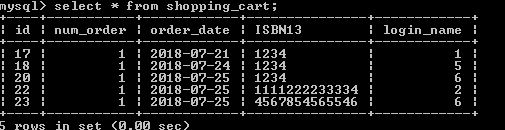 mysql> select * from shopping_cart;
+----+-----------+------------+---------------+------------+
| id | num_order | order_date | ISBN13        | login_name |
+----+-----------+------------+---------------+------------+
| 17 |         1 | 2018-07-21 | 1234          |          1 |
| 18 |         1 | 2018-07-24 | 1234          |          5 |
| 20 |         1 | 2018-07-25 | 1234          |          6 |
| 22 |         1 | 2018-07-25 | 1111222233334 |          2 |
| 23 |         1 | 2018-07-25 | 4567854565546 |          6 |
+----+-----------+------------+---------------+------------+
5 rows in set (0.00 sec)